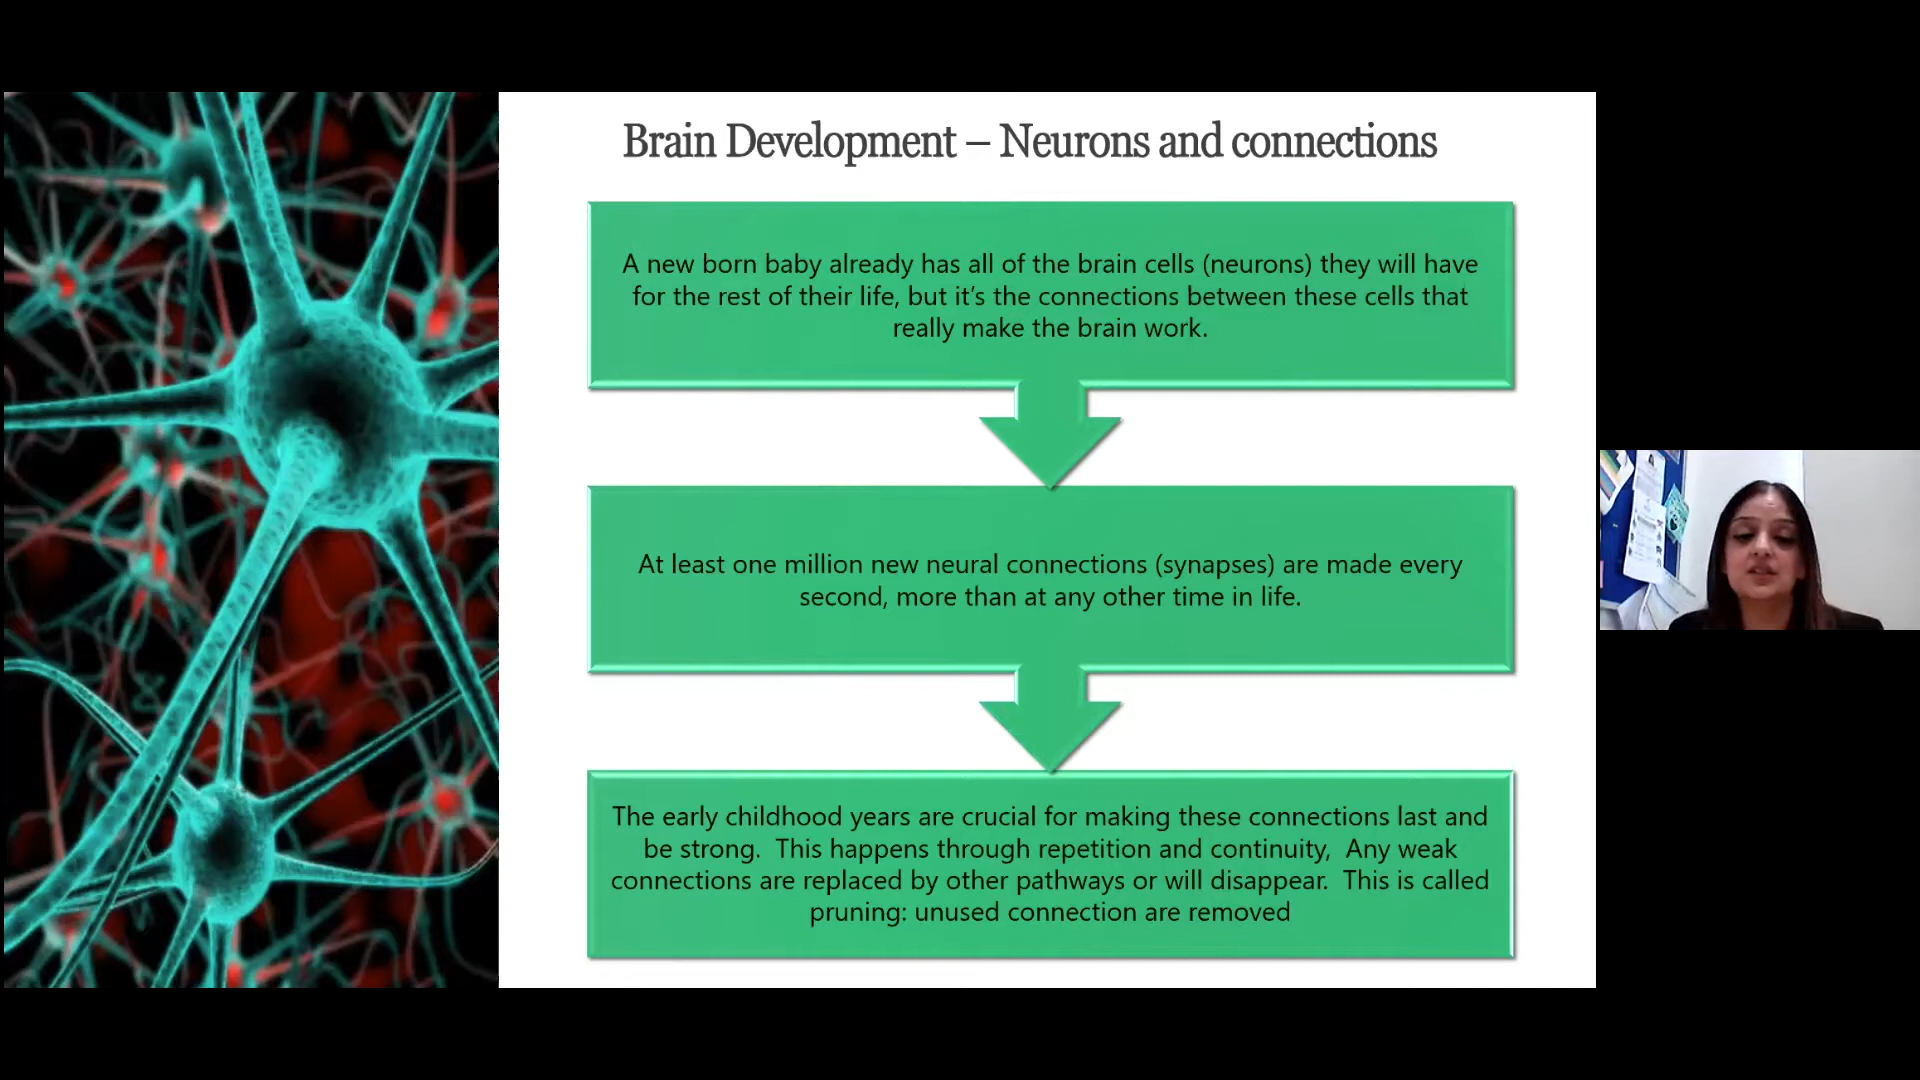 Brain Development – Neurons and connections
A new born baby already has all of the brain cells (neurons) they will have
for the rest of their life, but it’s the connections between these cells that
really make the brain work.
At least one million new neural connections (synapses) are made every
second, more than at any other time in life.
The early childhood years are crucial for making these connections last and
be strong.  This happens through repetition and continuity,  Any weak
connections are replaced by other pathways or will disappear.  This is called
pruning: unused connection are removed